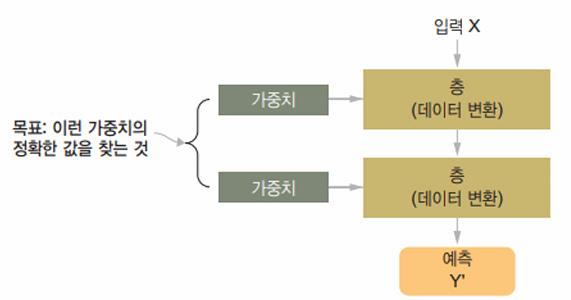 입력 X
가중치
층
(데이터 변환)
목표: 이런 가중치의
정확한 값을 찾는 것
가중치
층
(데이터 변환)
예측
Y'